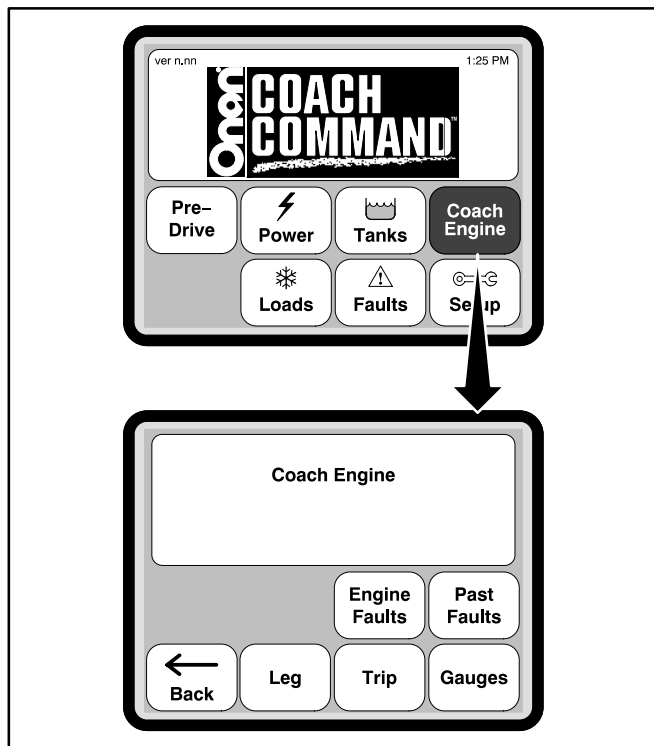 ver n.nn 1:25 PM
Onan
COACH
COMMAND™
Pre–
Drive
Power
Tanks
Coach
Engine
Loads
Faults
Setup
Coach Engine
Engine
Faults
Past
Faults
Back
Leg
Trip
Gauges